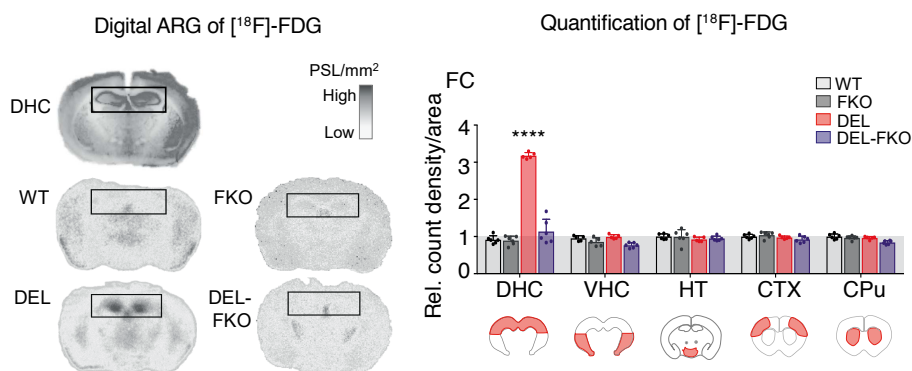 Digital ARG of [¹⁸F]-FDG
DHC
PSL/mm²
High
Low
WT
FKO
DEL
DEL-
FKO
Quantification of [¹⁸F]-FDG
FC
Rel. count density/area
4
3
2
1
0
****
WT
FKO
DEL
DEL-FKO
DHC VHC HT CTX CPu